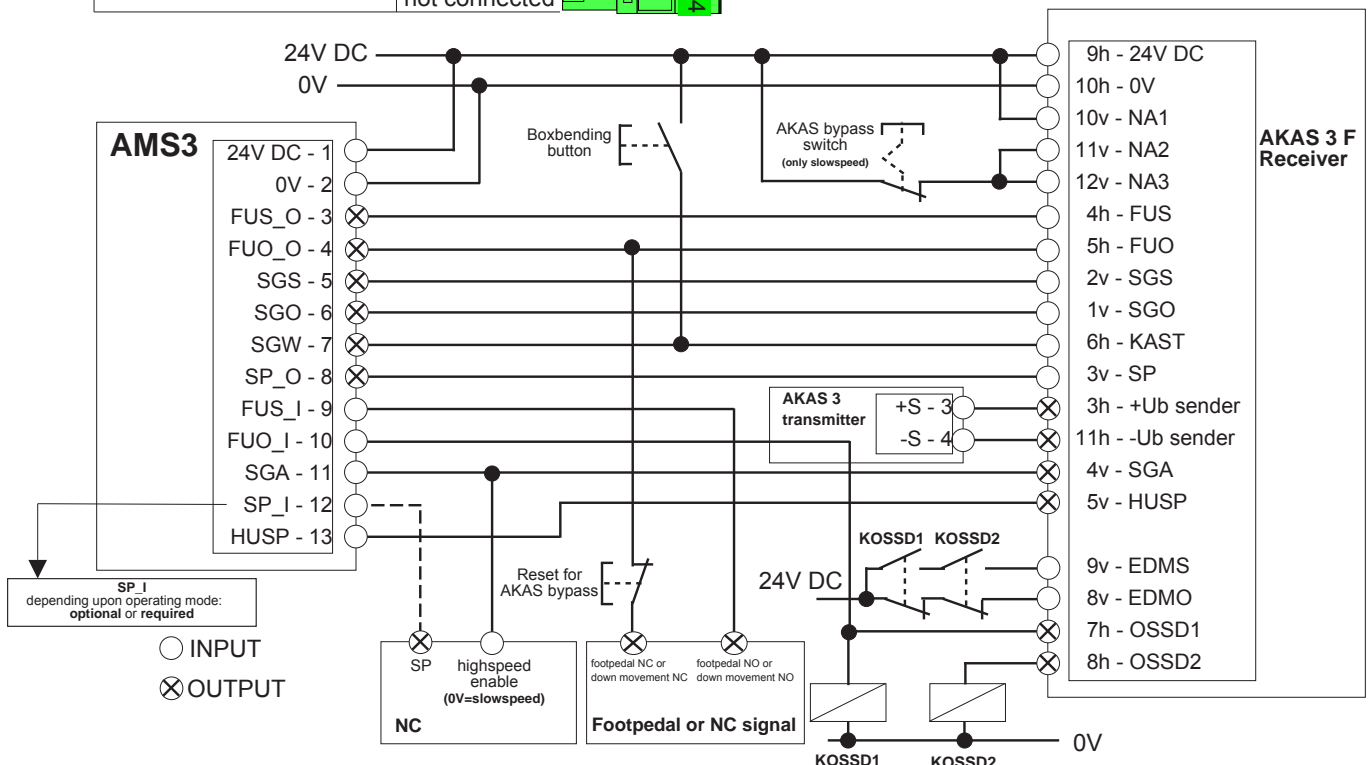 not connected
4
24V DC
0V
AMS3
24V DC - 1
0V - 2
FUS_O - 3
FUO_O - 4
SGS - 5
SGO - 6
SGW - 7
SP_O - 8
FUS_I - 9
FUO_I - 10
SGA - 11
SP_I - 12
HUSP - 13
SP_I
depending upon operating mode:
optional or required
INPUT
OUTPUT
Boxbending
button
AKAS bypass
switch
(only slowspeed)
AKAS 3
transmitter
+S - 3
-S - 4
Reset for
AKAS bypass
SP
highspeed
enable
(0V=slowspeed)
NC
footpedal NC or
down movement NC
footpedal NO or
down movement NO
Footpedal or NC signal
24V DC
KOSSD1
KOSSD2
KOSSD1
KOSSD2
0V
9h - 24V DC
10h - 0V
10v - NA1
11v - NA2
12v - NA3
4h - FUS
5h - FUO
2v - SGS
1v - SGO
6h - KAST
3v - SP
3h - +Ub sender
11h - -Ub sender
4v - SGA
5v - HUSP
9v - EDMS
8v - EDMO
7h - OSSD1
8h - OSSD2
AKAS 3 F
Receiver